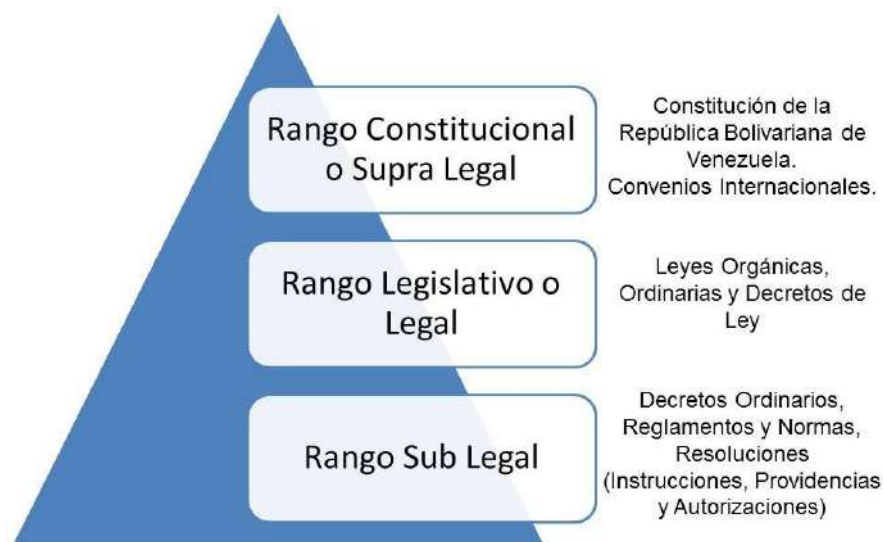 Rango Constitucional
o Supra Legal
Constitución de la
República Bolivariana de
Venezuela.
Convenios Internacionales.
Rango Legislativo o
Legal
Leyes Orgánicas,
Ordinarias y Decretos de
Ley
Rango Sub Legal
Decretos Ordinarios,
Reglamentos y Normas,
Resoluciones
(Instrucciones, Providencias
y Autorizaciones)